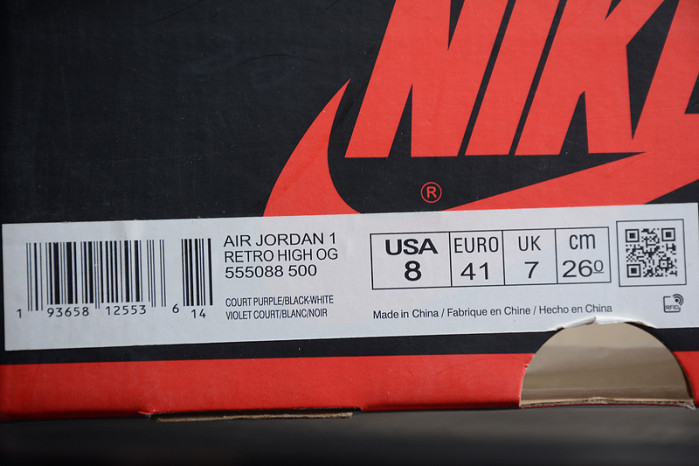 NIKE
®
AIR JORDAN 1
RETRO HIGH OG
555088 500
COURT PURPLE/BLACK-WHITE
VIOLET COURT/BLANC/NOIR
1 93658 12553 6 14
USA EURO UK cm
8 41 7 260
Made in China / Fabrique en Chine / Hecho en China
RFID